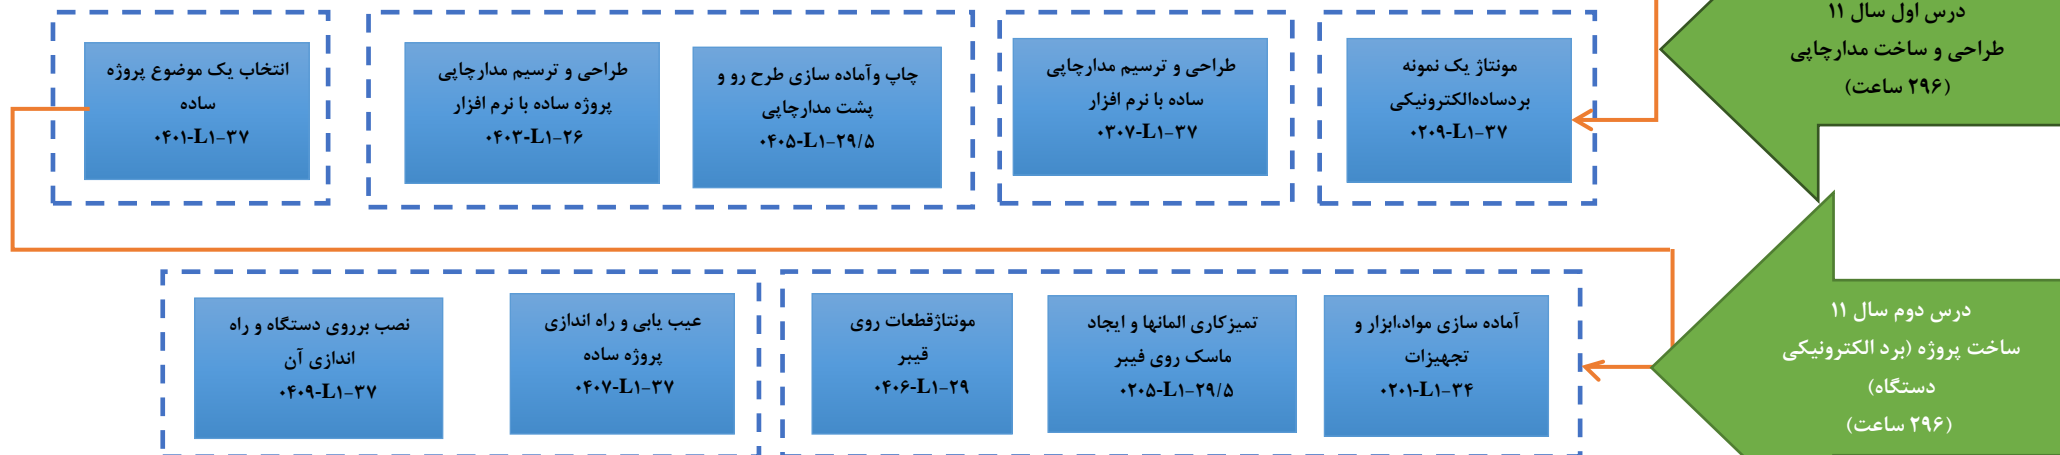 درس اول سال ۱۱
طراحی و ساخت مدارچاپی
(۲۹۶ ساعت)
مونتاژ یک نمونه
بردسادهالکترونیکی
۰۲۰۹-L۱-۳۷
طراحی و ترسیم مدارچاپی
ساده با نرم افزار
۰۳۰۷-L۱-۳۷
چاپ وآماده سازی طرح رو و
پشت مدارچاپی
۰۴۰۵-L۱-۲۹/۵
طراحی و ترسیم مدارچاپی
پروژه ساده با نرم افزار
۰۴۰۳-L۱-۲۶
انتخاب یک موضوع پروژه
ساده
۰۴۰۱-L۱-۳۷
درس دوم سال ۱۱
ساخت پروژه (برد الکترونیکی
دستگاه)
(۲۹۶ ساعت)
آماده سازی مواد،ابزار و
تجهیزات
۰۲۰۱-L۱-۳۴
تمیزکاری المانها و ایجاد
ماسک روی فیبر
۰۲۰۵-L۱-۲۹/۵
مونتاژقطعات روی
قیبر
۰۴۰۶-L۱-۲۹
عیب یابی و راه اندازی
پروژه ساده
۰۴۰۷-L۱-۳۷
نصب برروی دستگاه و راه
اندازی آن
۰۴۰۹-L۱-۳۷